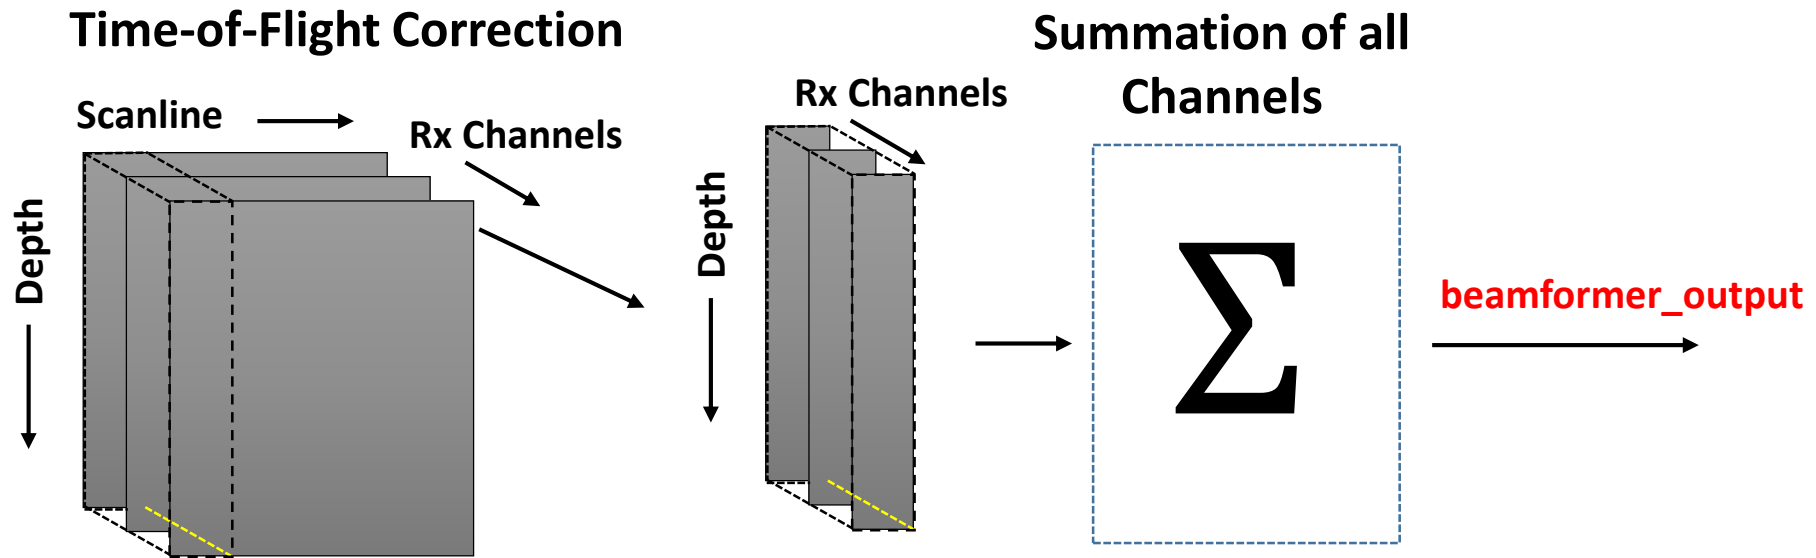 Time-of-Flight Correction
Scanline
Rx Channels
Depth
Rx Channels
Depth
Summation of all
Channels
Σ
beamformer_output